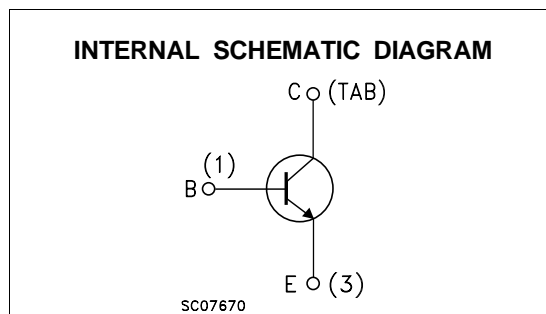 INTERNAL SCHEMATIC DIAGRAM
C (TAB)
(1)
B
E (3)
SC07670